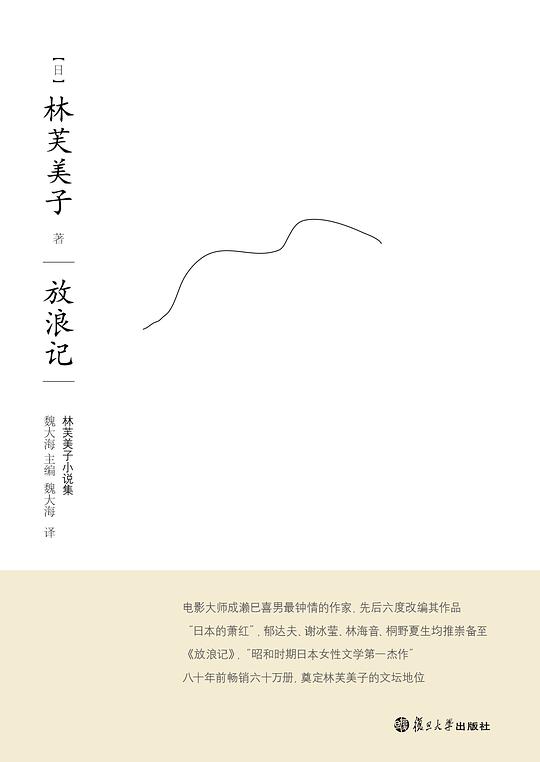 【日】
林芙美子
著
放浪记
林芙美子小说集
魏大海 主编 魏大海 译
电影大师成濑巳喜男最钟情的作家，先后六度改编其作品
“日本的萧红”，郁达夫、谢冰莹、林海音、桐野夏生均推崇备至
《放浪记》，“昭和时期日本女性文学第一杰作”
八十年前畅销六十万册，奠定林芙美子的文坛地位
复旦大学出版社